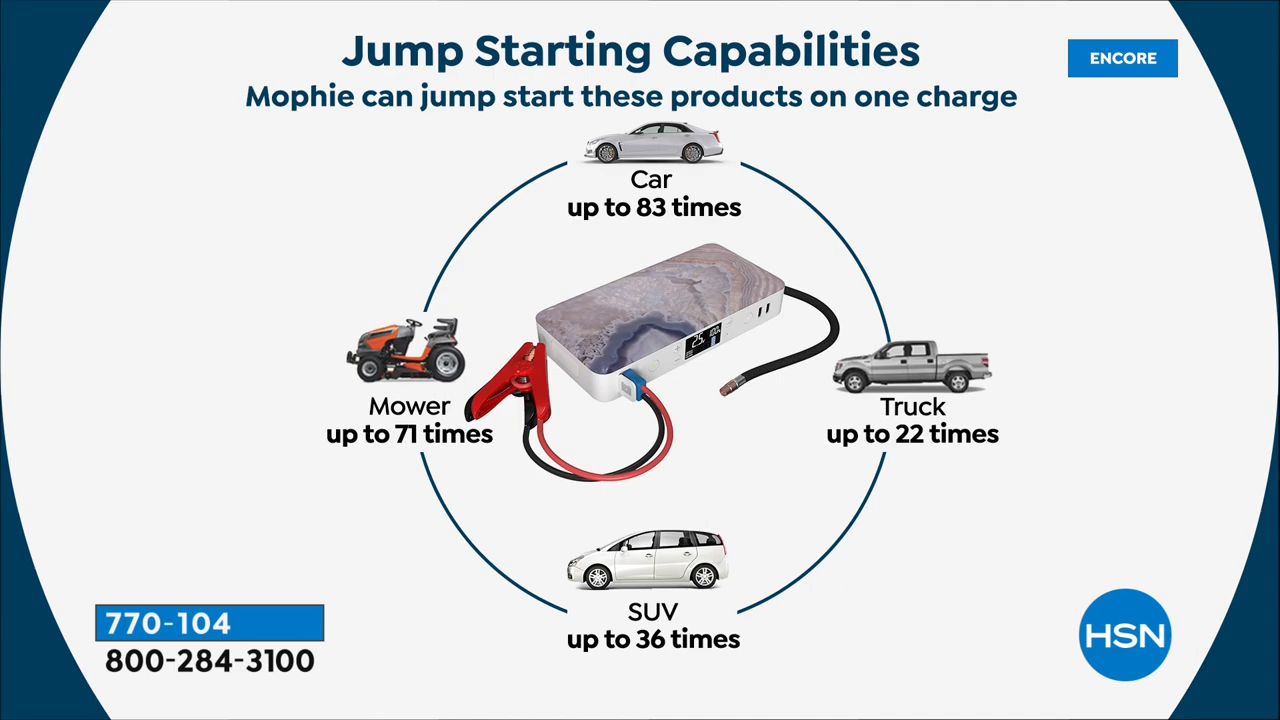 Jump Starting Capabilities
ENCORE
Mophie can jump start these products on one charge
Car
up to 83 times
Mower
up to 71 times
Truck
up to 22 times
SUV
up to 36 times
770-104
800-284-3100
HSN